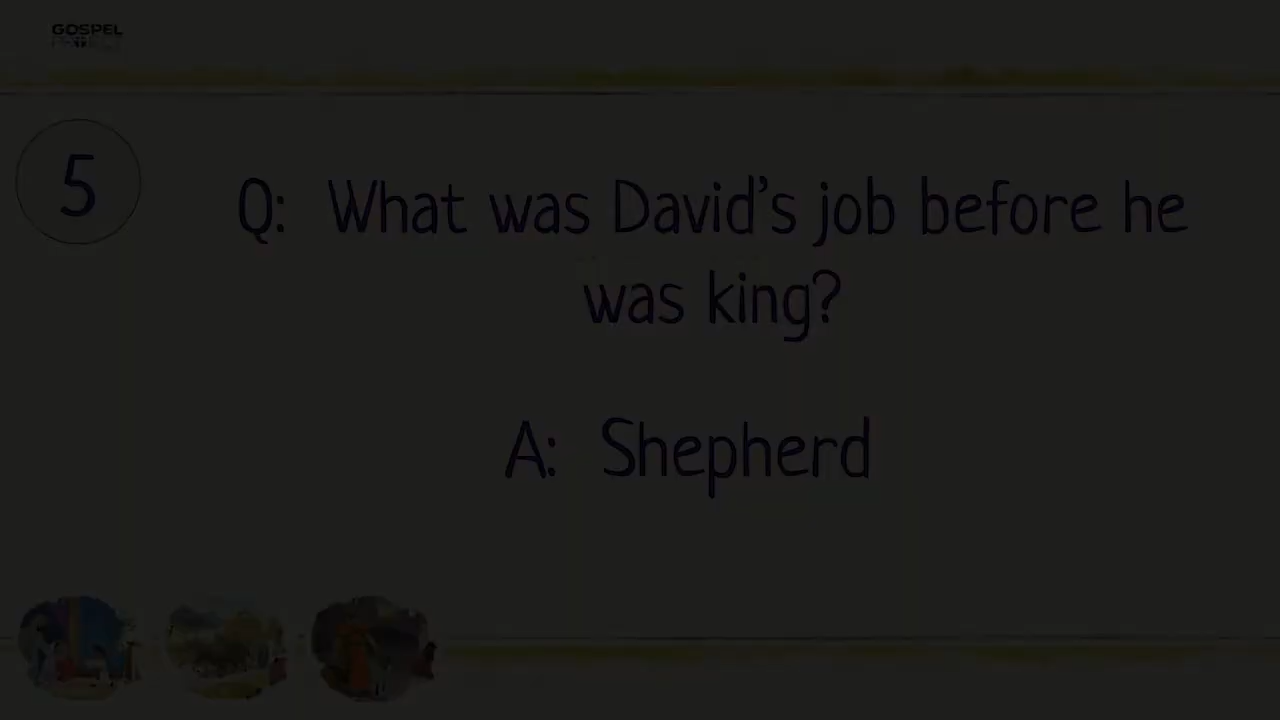 GOSPEL
5
Q: What was David's job before he
was king?
A: Shepherd